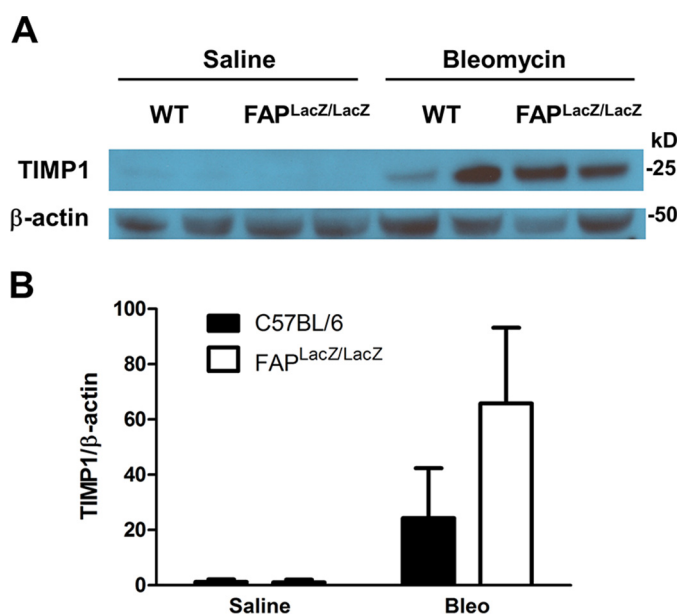 A
Saline Bleomycin
WT FAPLacZ/LacZ WT FAPLacZ/LacZ
kD
TIMP1 -25
β-actin -50
B
100
80
60
40
20
0
TIMP1/β-actin
C57BL/6
FAPLacZ/LacZ
Saline Bleo